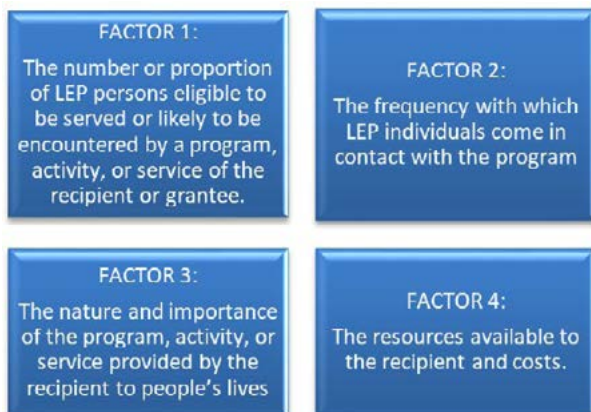 FACTOR 1:
The number or proportion
of LEP persons eligible to
be served or likely to be
encountered by a program,
activity, or service of the
recipient or grantee.
FACTOR 2:
The frequency with which
LEP individuals come in
contact with the program
FACTOR 3:
The nature and importance
of the program, activity, or
service provided by the
recipient to people's lives
FACTOR 4:
The resources available to
the recipient and costs.